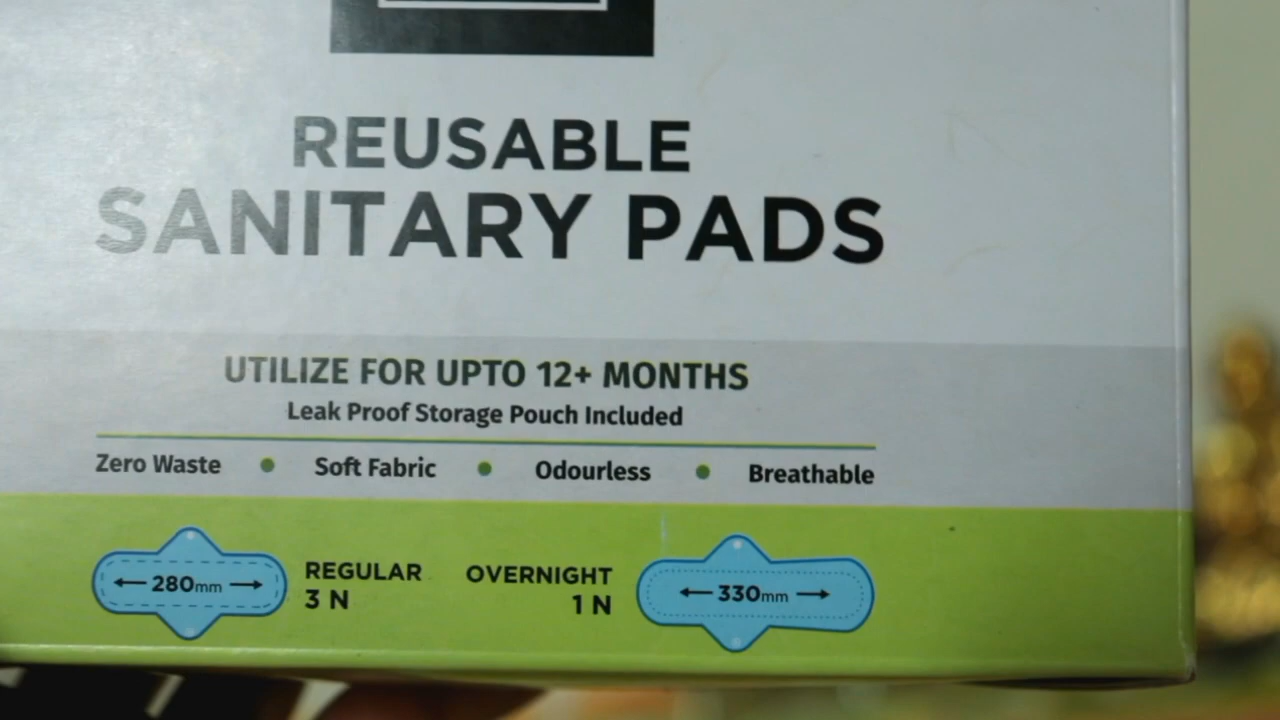 REUSABLE
SANITARY PADS
UTILIZE FOR UPTO 12+ MONTHS
Leak Proof Storage Pouch Included
Zero Waste • Soft Fabric • Odourless • Breathable
280mm REGULAR OVERNIGHT 330mm
3 N 1 N